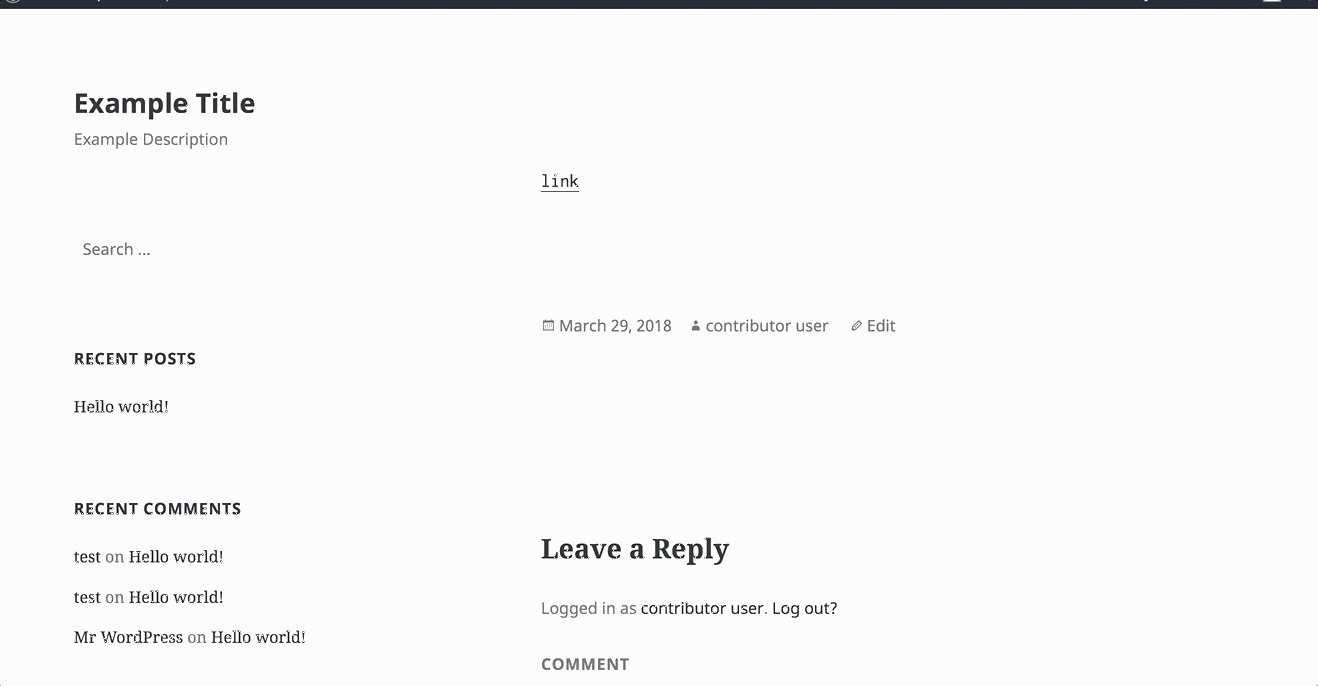 Example Title
Example Description
link
Search ...
March 29, 2018 contributor user Edit
RECENT POSTS
Hello world!
RECENT COMMENTS
test on Hello world!
test on Hello world!
Mr WordPress on Hello world!
Leave a Reply
Logged in as contributor user. Log out?
COMMENT